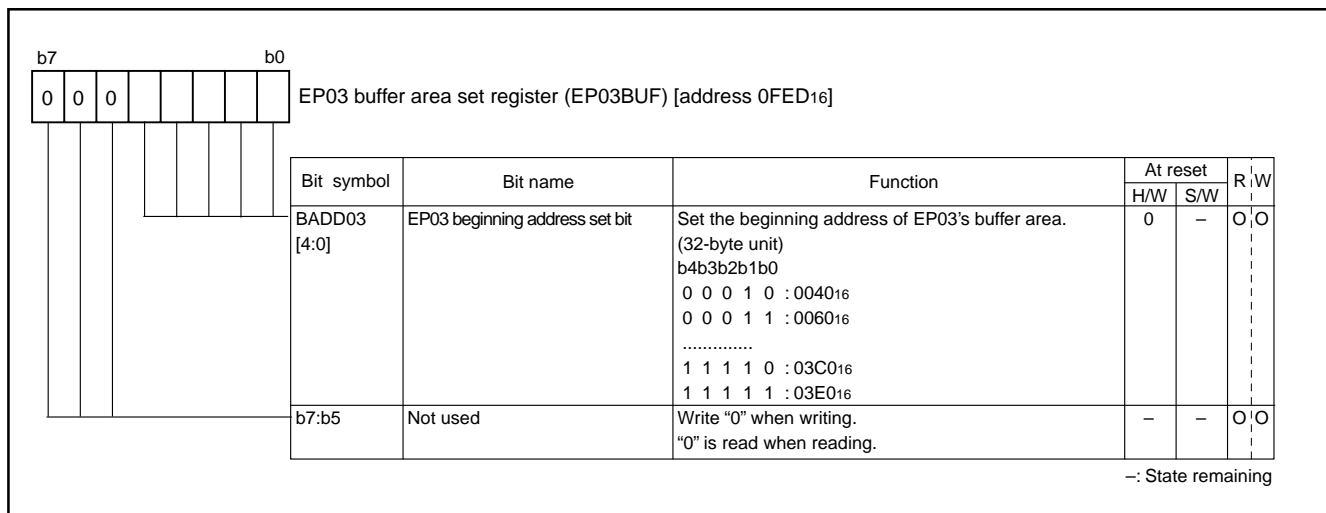 b7 b0
0 0 0
EP03 buffer area set register (EP03BUF) [address 0FED16]
Bit symbol Bit name Function At reset R W
H/W S/W
BADD03 EP03 beginning address set bit Set the beginning address of EP03’s buffer area. 0 – O O
[4:0] (32-byte unit)
b4b3b2b1b0
0 0 0 1 0 : 004016
0 0 0 1 1 : 006016
..............
1 1 1 1 0 : 03C016
1 1 1 1 1 : 03E016
b7:b5 Not used Write “0” when writing. – – O O
“0” is read when reading.
–: State remaining